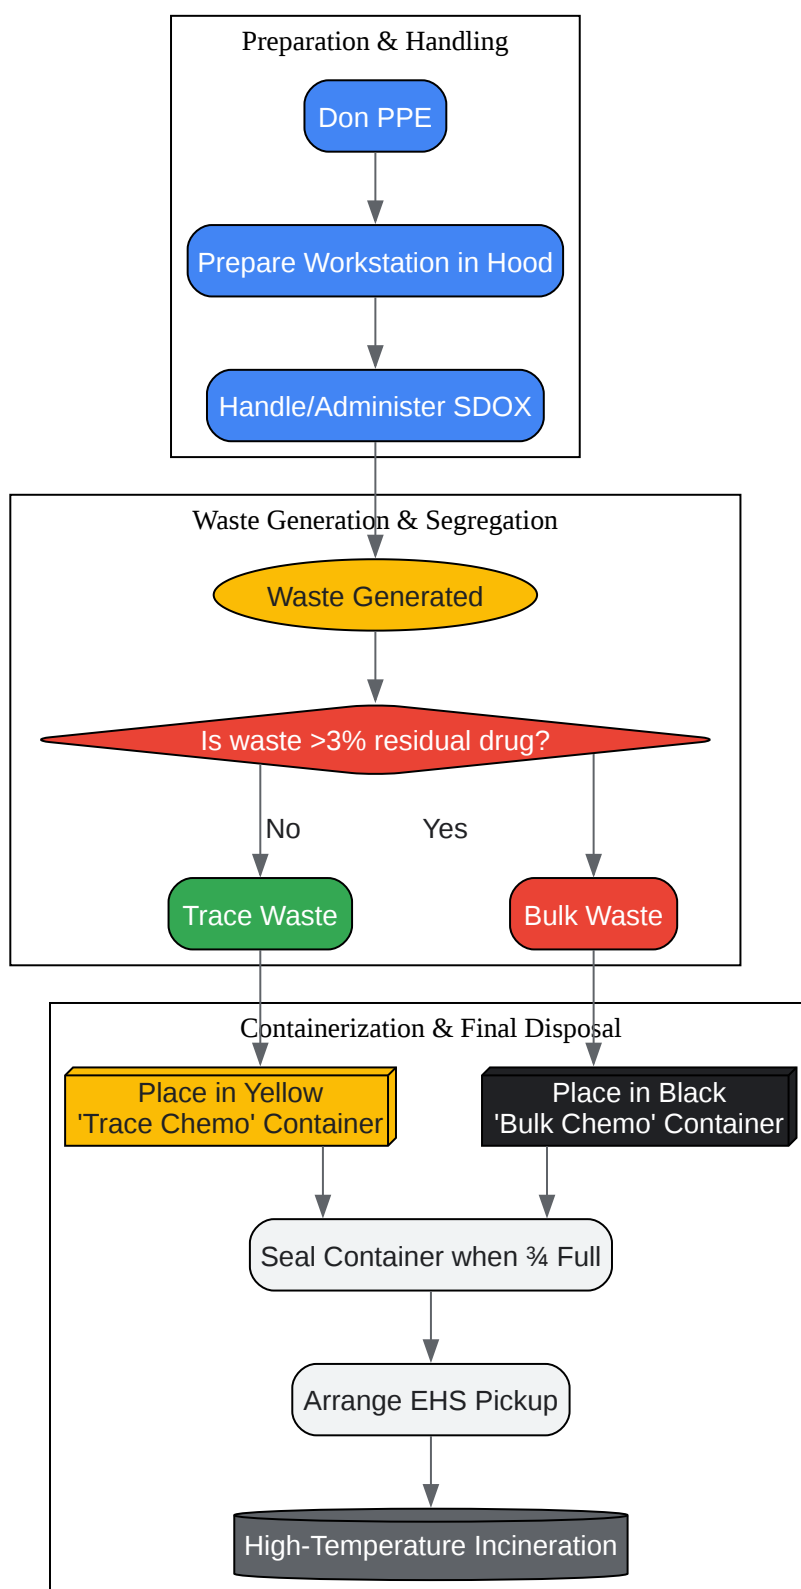 Preparation & Handling
Don PPE
Prepare Workstation in Hood
Handle/Administer SDOX
Waste Generation & Segregation
Waste Generated
Is waste >3% residual drug?
No
Yes
Trace Waste
Bulk Waste
Containerization & Final Disposal
Place in Yellow
'Trace Chemo' Container
Place in Black
'Bulk Chemo' Container
Seal Container when ¾ Full
Arrange EHS Pickup
High-Temperature Incineration